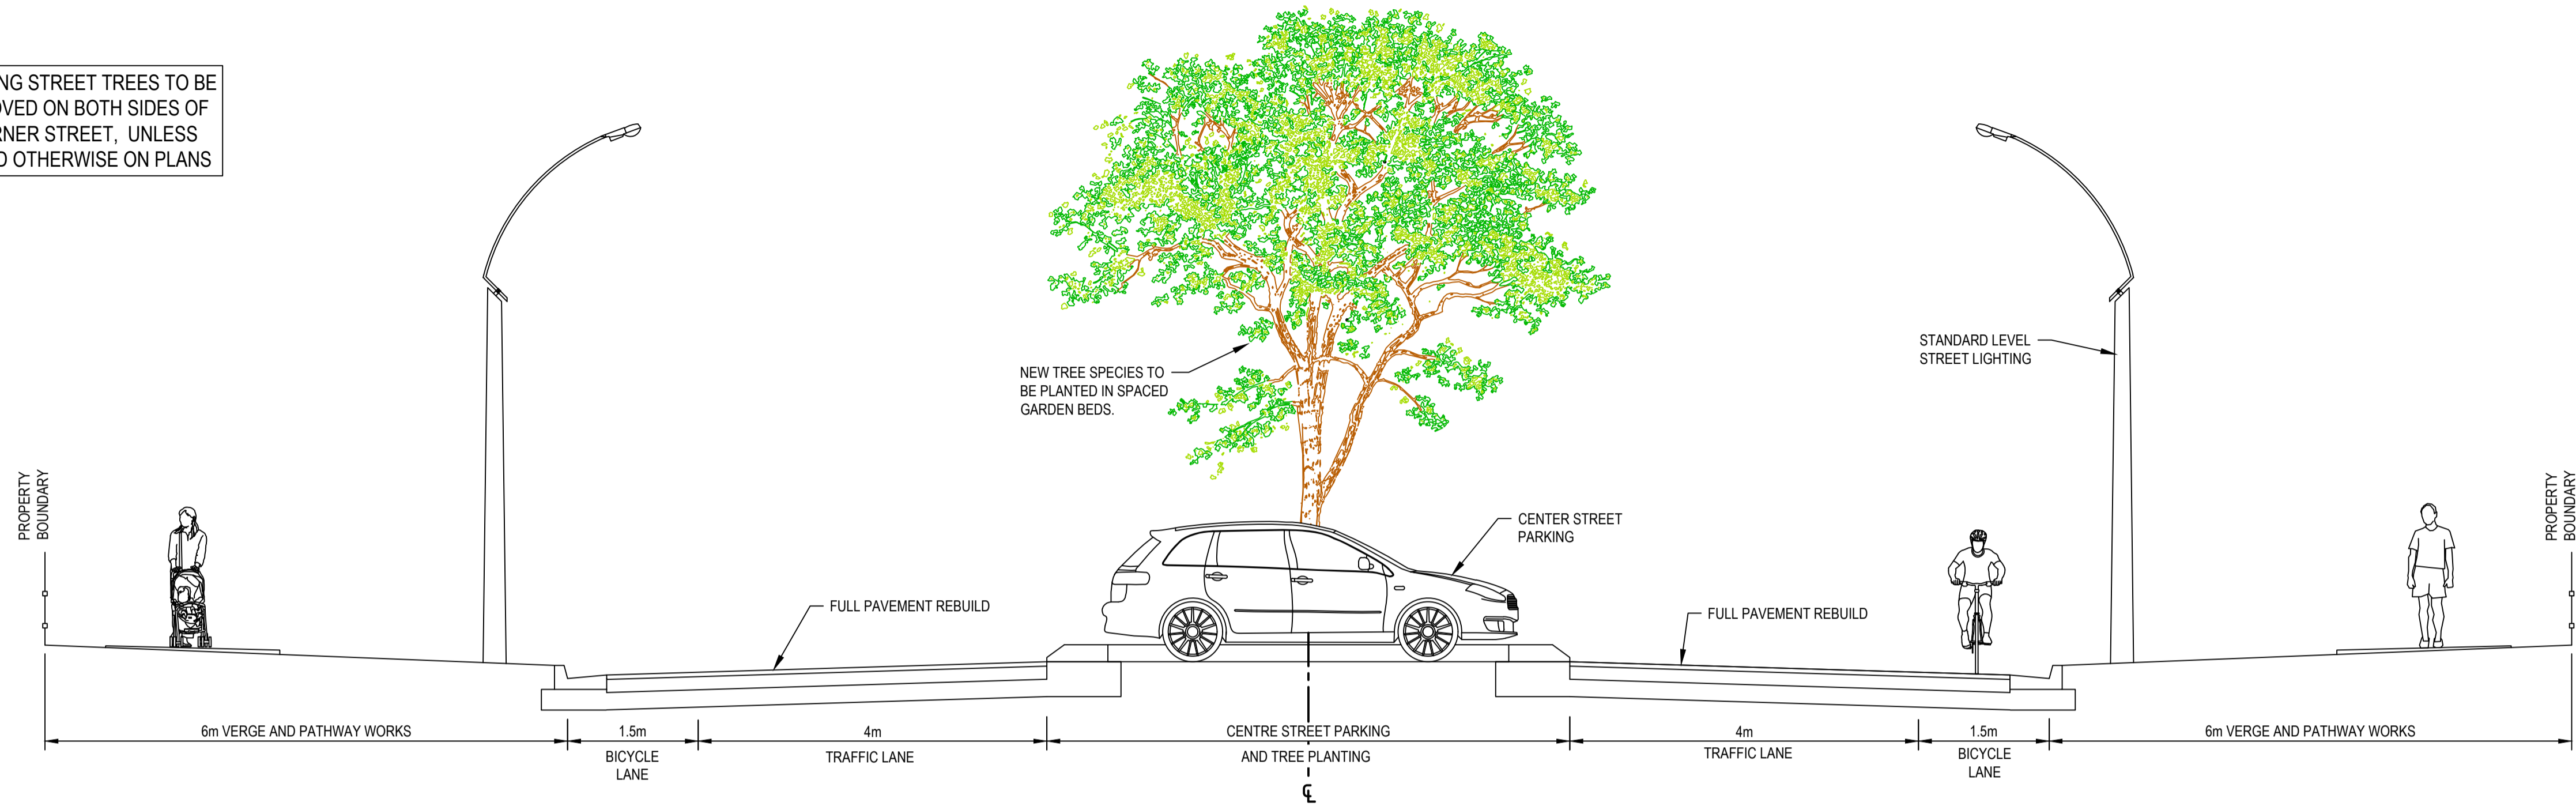 STREET TREES TO BE
ON BOTH SIDES OF
STREET, UNLESS
OTHERWISE ON PLANS
NEW TREE SPECIES TO
BE PLANTED IN SPACED
GARDEN BEDS.
STANDARD LEVEL
STREET LIGHTING
PROPERTY
BOUNDARY
CENTER STREET
PARKING
PROPERTY
BOUNDARY
FULL PAVEMENT REBUILD
FULL PAVEMENT REBUILD
6m VERGE AND PATHWAY WORKS
1.5m
BICYCLE
LANE
4m
TRAFFIC LANE
CENTRE STREET PARKING
AND TREE PLANTING
℄
4m
TRAFFIC LANE
1.5m
BICYCLE
LANE
6m VERGE AND PATHWAY WORKS